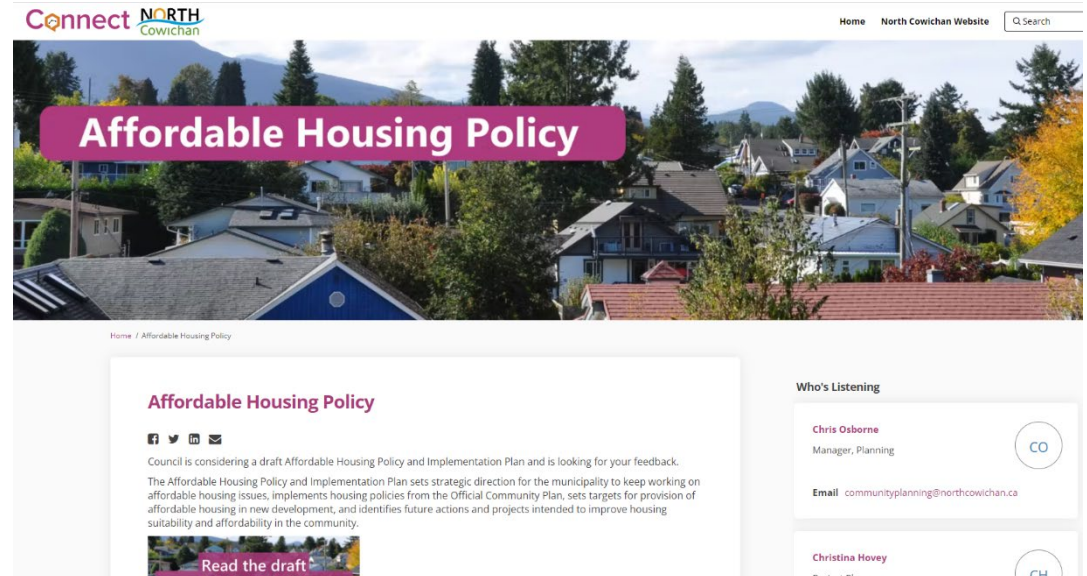 Connect NORTH Cowichan
Home North Cowichan Website Search
Affordable Housing Policy
Home / Affordable Housing Policy
Affordable Housing Policy
Council is considering a draft Affordable Housing Policy and Implementation Plan and is looking for your feedback.
The Affordable Housing Policy and Implementation Plan sets strategic direction for the municipality to keep working on
affordable housing issues, implements housing policies from the Official Community Plan, sets targets for provision of
affordable housing in new development, and identifies future actions and projects intended to improve housing
suitability and affordability in the community.
Read the draft
Who's Listening
Chris Osborne
Manager, Planning
CO
Email communityplanning@northcowichan.ca
Christina Hovey
CH